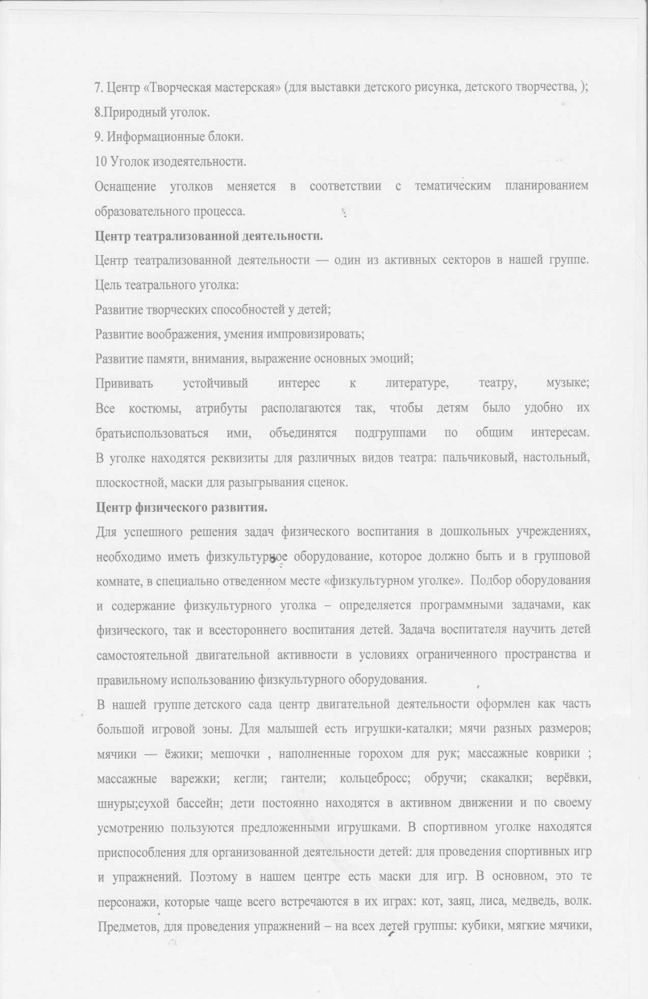 7. Центр «Творческая мастерская» (для выставки детского рисунка, детского творчества, );
8.Природный уголок.
9. Информационные блоки.
10 Уголок изодеятельности.
Оснащение уголков меняется в соответствии с тематическим планированием
образовательного процесса.
Центр театрализованной деятельности.
Центр театрализованной деятельности — один из активных секторов в нашей группе.
Цель театрального уголка:
Развитие творческих способностей у детей;
Развитие воображения, умения импровизировать;
Развитие памяти, внимания, выражение основных эмоций;
Прививать устойчивый интерес к литературе, театру, музыке;
Все костюмы, атрибуты располагаются так, чтобы детям было удобно их
братьиспользоваться ими, объединятся подгруппами по общим интересам.
В уголке находятся реквизиты для различных видов театра: пальчиковый, настольный,
плоскостной, маски для разыгрывания сценок.
Центр физического развития.
Для успешного решения задач физического воспитания в дошкольных учреждениях,
необходимо иметь физкультурное оборудование, которое должно быть и в групповой
комнате, в специально отведенном месте «физкультурном уголке». Подбор оборудования
и содержание физкультурного уголка – определяется программными задачами, как
физического, так и всестороннего воспитания детей. Задача воспитателя научить детей
самостоятельной двигательной активности в условиях ограниченного пространства и
правильному использованию физкультурного оборудования.
В нашей группе детского сада центр двигательной деятельности оформлен как часть
большой игровой зоны. Для малышей есть игрушки-каталки; мячи разных размеров;
мячики — ёжики; мешочки , наполненные горохом для рук; массажные коврики ;
массажные варежки; кегли; гантели; кольцебросс; обручи; скакалки; верёвки,
шнуры;сухой бассейн; дети постоянно находятся в активном движении и по своему
усмотрению пользуются предложенными игрушками. В спортивном уголке находятся
приспособления для организованной деятельности детей: для проведения спортивных игр
и упражнений. Поэтому в нашем центре есть маски для игр. В основном, это те
персонажи, которые чаще всего встречаются в их играх: кот, заяц, лиса, медведь, волк.
Предметов, для проведения упражнений – на всех детей группы: кубики, мягкие мячики,